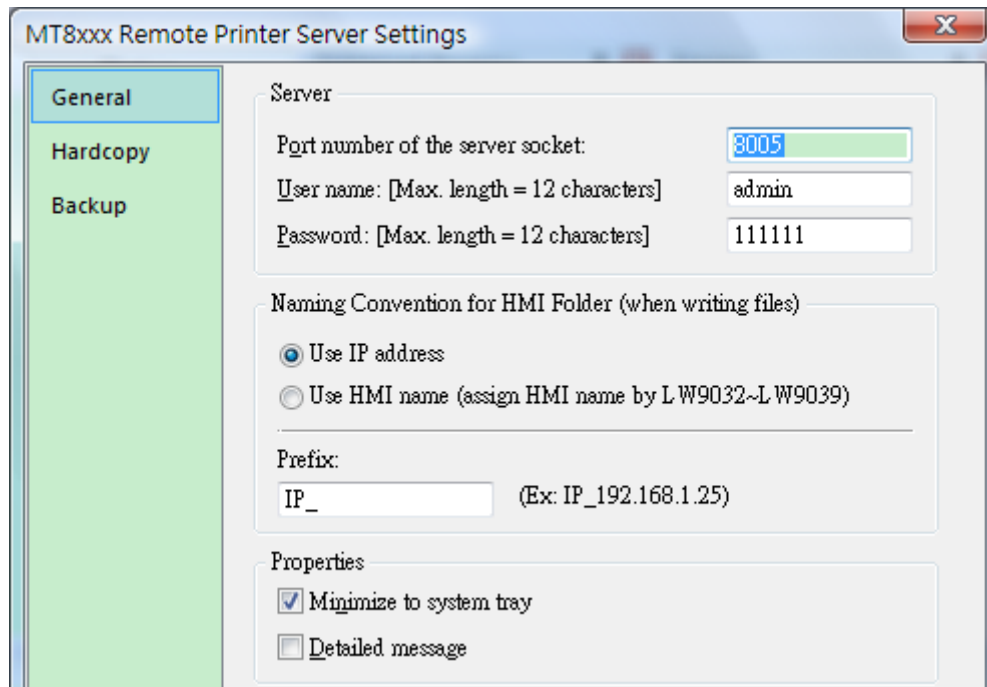 MT8xxx Remote Printer Server Settings
General
Hardcopy
Backup
Server
Port number of the server socket: 8005
User name: [Max. length = 12 characters] admin
Password: [Max. length = 12 characters] 111111
Naming Convention for HMI Folder (when writing files)
Use IP address
Use HMI name (assign HMI name by LW9032~LW9039)
Prefix:
IP_ (Ex: IP_192.168.1.25)
Properties
Minimize to system tray
Detailed message